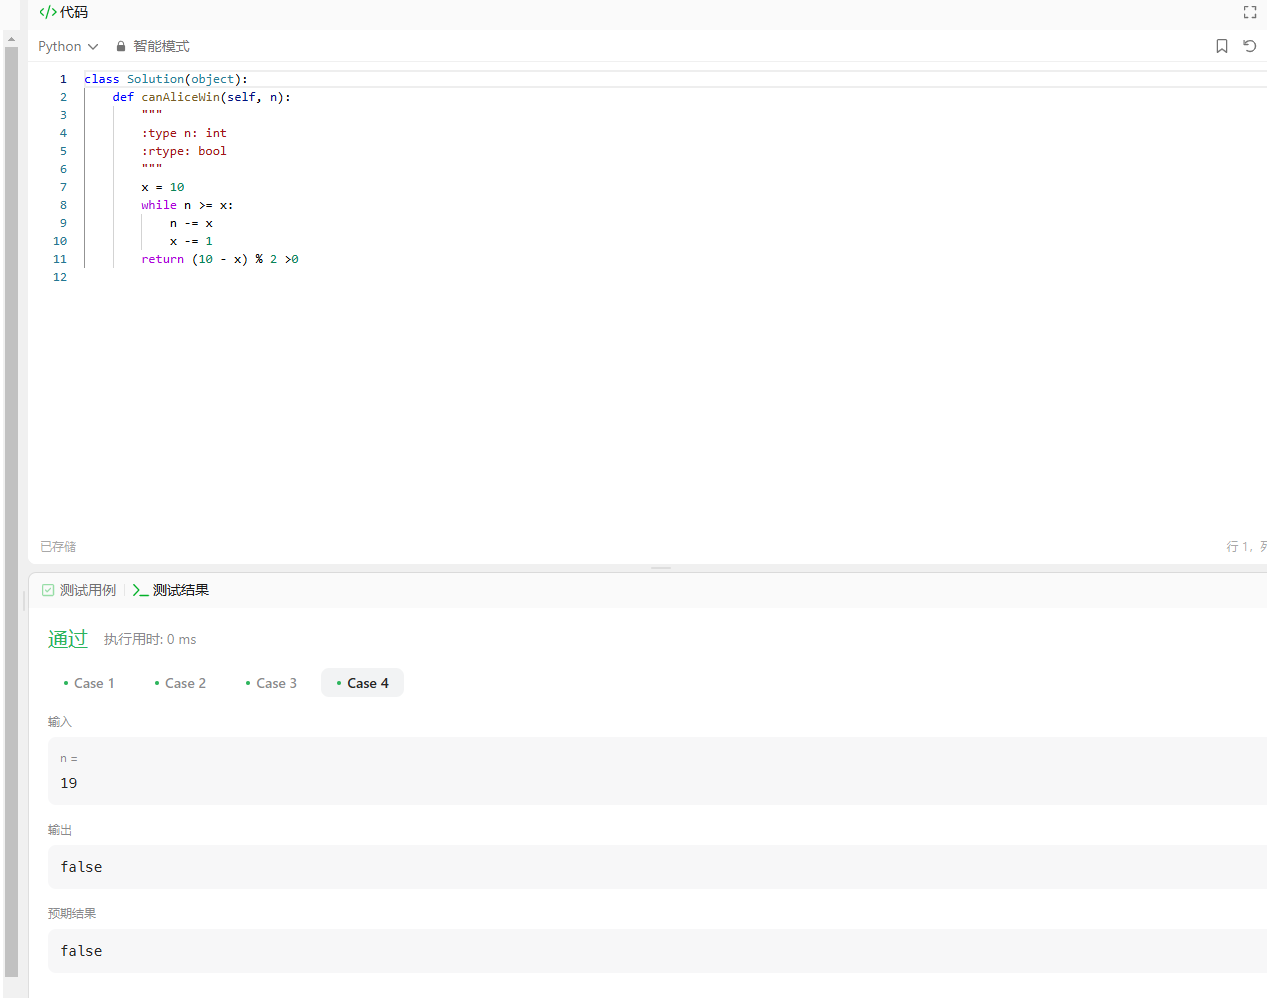 </> 代码
Python 智能模式
1 class Solution(object):
2 def canAliceWin(self, n):
3 """
4 :type n: int
5 :rtype: bool
6 """
7 x = 10
8 while n >= x:
9 n -= x
10 x -= 1
11 return (10 - x) % 2 >0
12
已存储 行 1,
测试用例 >_ 测试结果
通过 执行用时: 0 ms
Case 1 Case 2 Case 3 Case 4
输入
n =
19
输出
false
预期结果
false